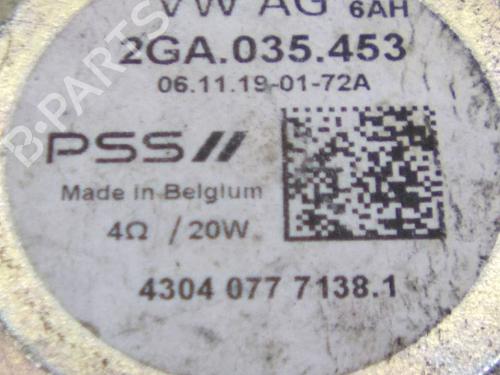 VW AG 6AH
2GA.035.453
06.11.19-01-72A
PSS//
Made in Belgium
4Ω / 20W
4304 077 7138.1
B-PARTS